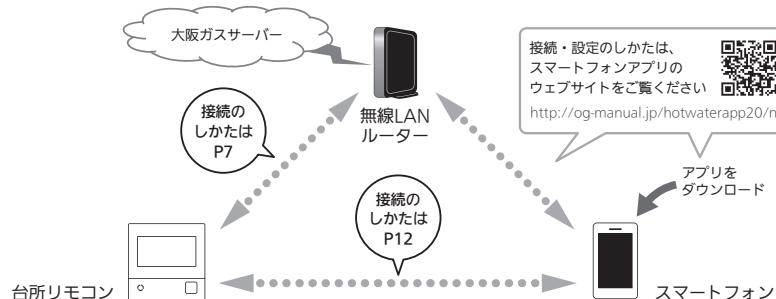 大阪ガスサーバー
接続・設定のしかたは、
スマートフォンアプリの
ウェブサイトをご覧ください
http://og-manual.jp/hotwaterapp20/
無線LAN
ルーター
接続の
しかたは
P7
アプリを
ダウンロード
接続の
しかたは
P12
台所リモコン
スマートフォン